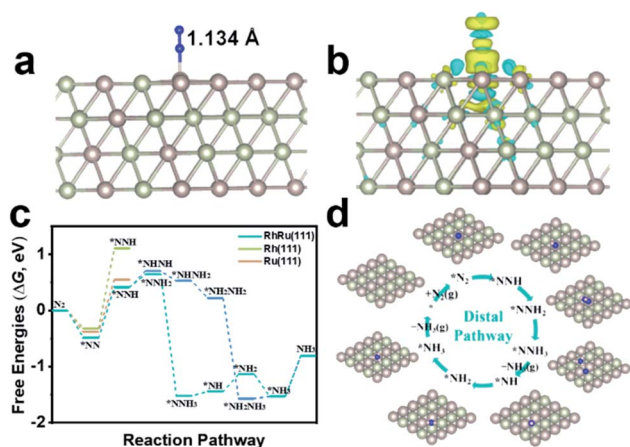 a
1.134 Å
b
c
Free Energies (ΔG, eV)
1
0
-1
-2
RhRu(111)
Rh(111)
Ru(111)
N₂
*NN
*NNH
*NNH
*NHNH
*NNH₂
*NHNH₂
*NH₂NH₂
*NNH₃
*NH
*NH₂
*NH₂NH₃
*NH₃
NH₃
Reaction Pathway
d
*N₂
*NNH
*NNH₂
*NNH₃
−NH₃(g)
*NH
*NH₂
*NH₃
−NH₃(g)
*
+N₂(g)
Distal
Pathway